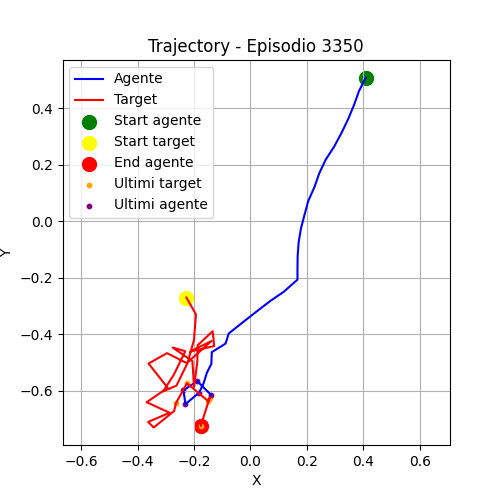 Trajectory - Episodio 3350
Agente
Target
Start agente
Start target
End agente
Ultimi target
Ultimi agente
0.4
0.2
0.0
−0.2
−0.4
−0.6
Y
−0.6
−0.4
−0.2
0.0
0.2
0.4
0.6
X